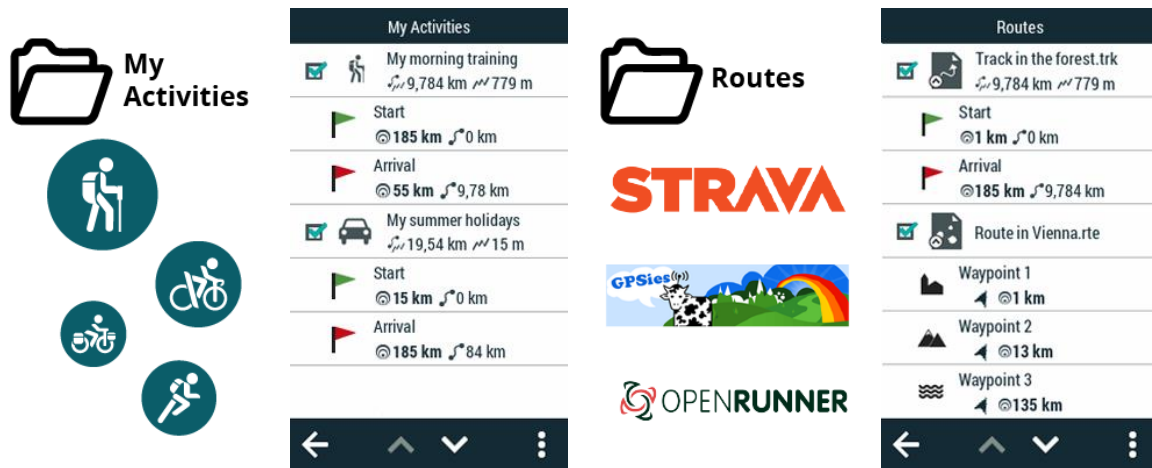 My
Activities
My Activities
My morning training
9,784 km 779 m
Start
185 km 0 km
Arrival
55 km 9,78 km
My summer holidays
19,54 km 15 m
Start
15 km 0 km
Arrival
185 km 84 km
Routes
STRAVA
GPSies
OPENRUNNER
Routes
Track in the forest.trk
9,784 km 779 m
Start
1 km 0 km
Arrival
185 km 9,784 km
Route in Vienna.rte
Waypoint 1
1 km
Waypoint 2
13 km
Waypoint 3
135 km